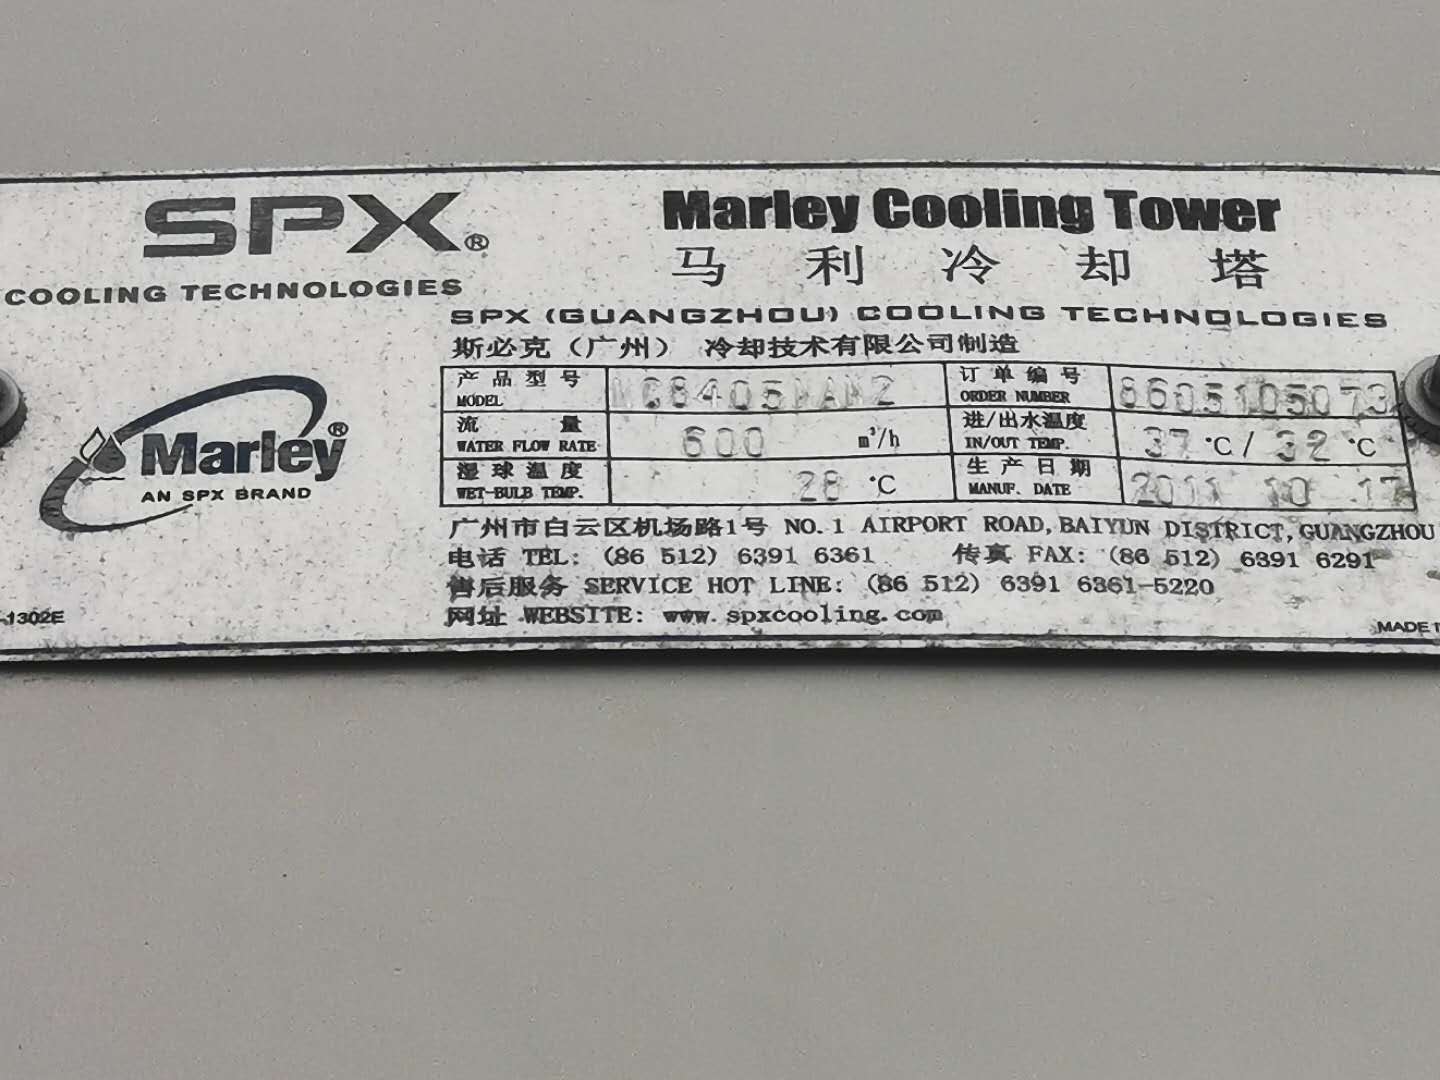 SPX®
COOLING TECHNOLOGIES
Marley®
AN SPX BRAND
-1302E
Marley Cooling Tower
马利冷却塔
SPX (GUANGZHOU) COOLING TECHNOLOGIES
斯必克（广州） 冷却技术有限公司制造
产品型号 订单编号
MODEL ORDER NUMBER 8605105073
流量 600 m³/h 进/出水温度 37 ℃ / 32 ℃
WATER FLOW RATE IN/OUT TEMP.
湿球温度 28 ℃ 生产日期 2011 10 17
WET-BULB TEMP. MANUF. DATE
广州市白云区机场路1号 NO. 1 AIRPORT ROAD, BAIYUN DISTRICT, GUANGZHOU
电话 TEL: (86 512) 6391 6361 传真 FAX: (86 512) 6391 6291
售后服务 SERVICE HOT LINE: (86 512) 6391 6361-5220
网址 WEBSITE: www.spxcooling.com
MADE